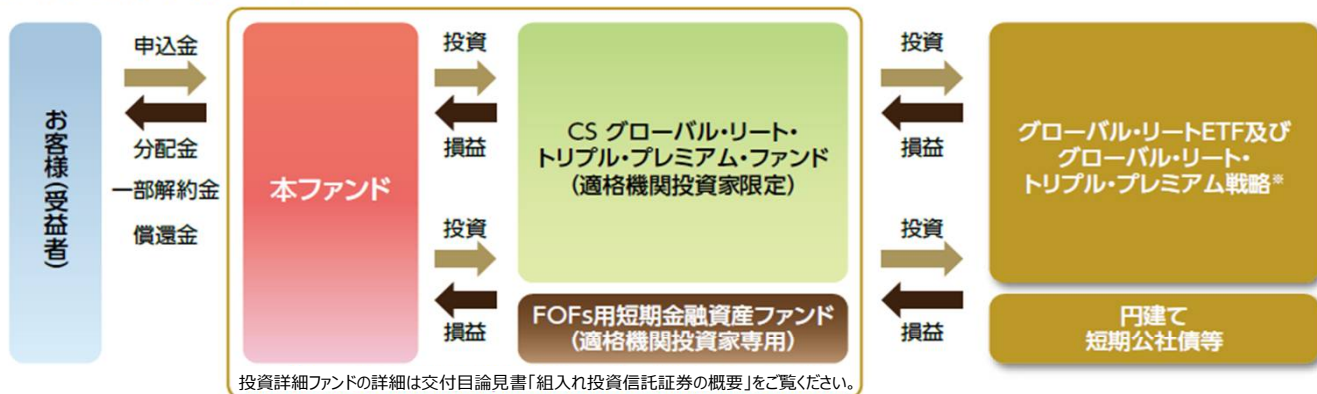 お客様(受益者)
申込金
分配金
一部解約金
償還金
本ファンド
投資
損益
投資
損益
CS グローバル・リート・
トリプル・プレミアム・ファンド
(適格機関投資家限定)
FOFs用短期金融資産ファンド
(適格機関投資家専用)
投資
損益
投資
損益
グローバル・リートETF及び
グローバル・リート・
トリプル・プレミアム戦略※
円建て
短期公社債等
投資詳細ファンドの詳細は交付目論見書「組入れ投資信託証券の概要」をご覧ください。